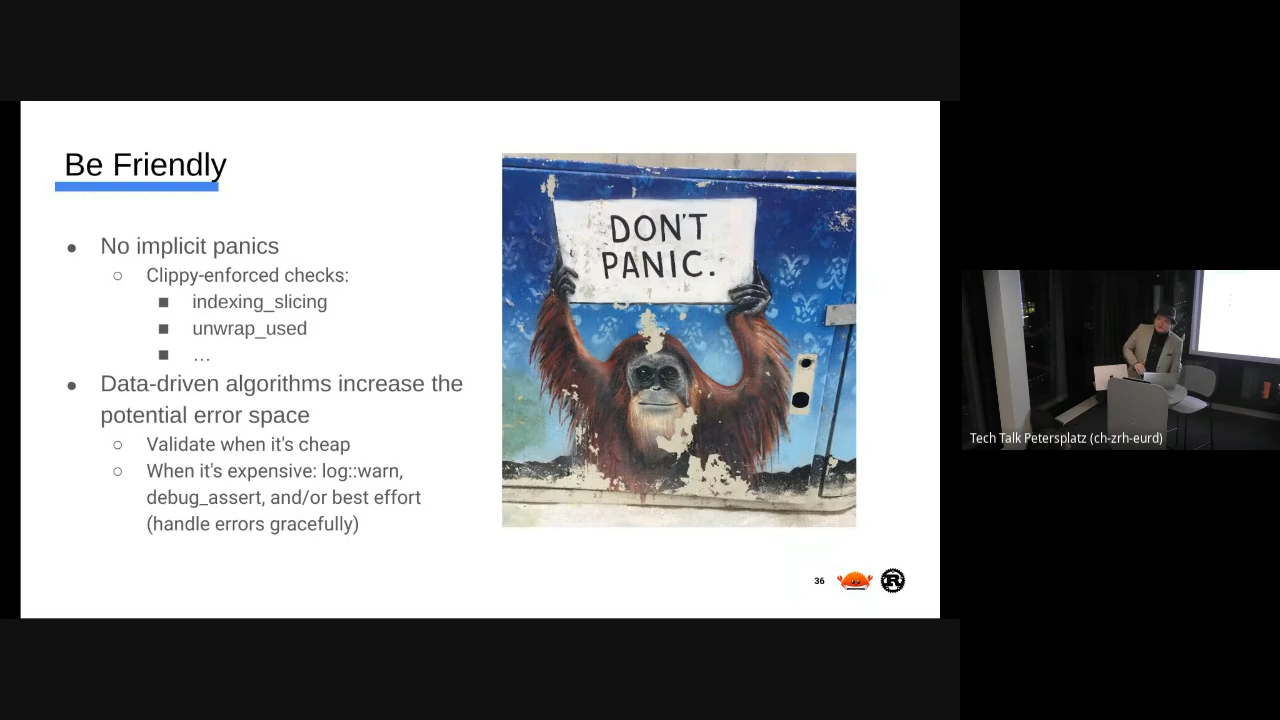 Be Friendly
● No implicit panics
○ Clippy-enforced checks:
■ indexing_slicing
■ unwrap_used
■ ...
● Data-driven algorithms increase the
potential error space
○ Validate when it's cheap
○ When it's expensive: log::warn,
debug_assert, and/or best effort
(handle errors gracefully)
DON'T
PANIC.
36
R
Tech Talk Petersplatz (ch-zrh-eurd)